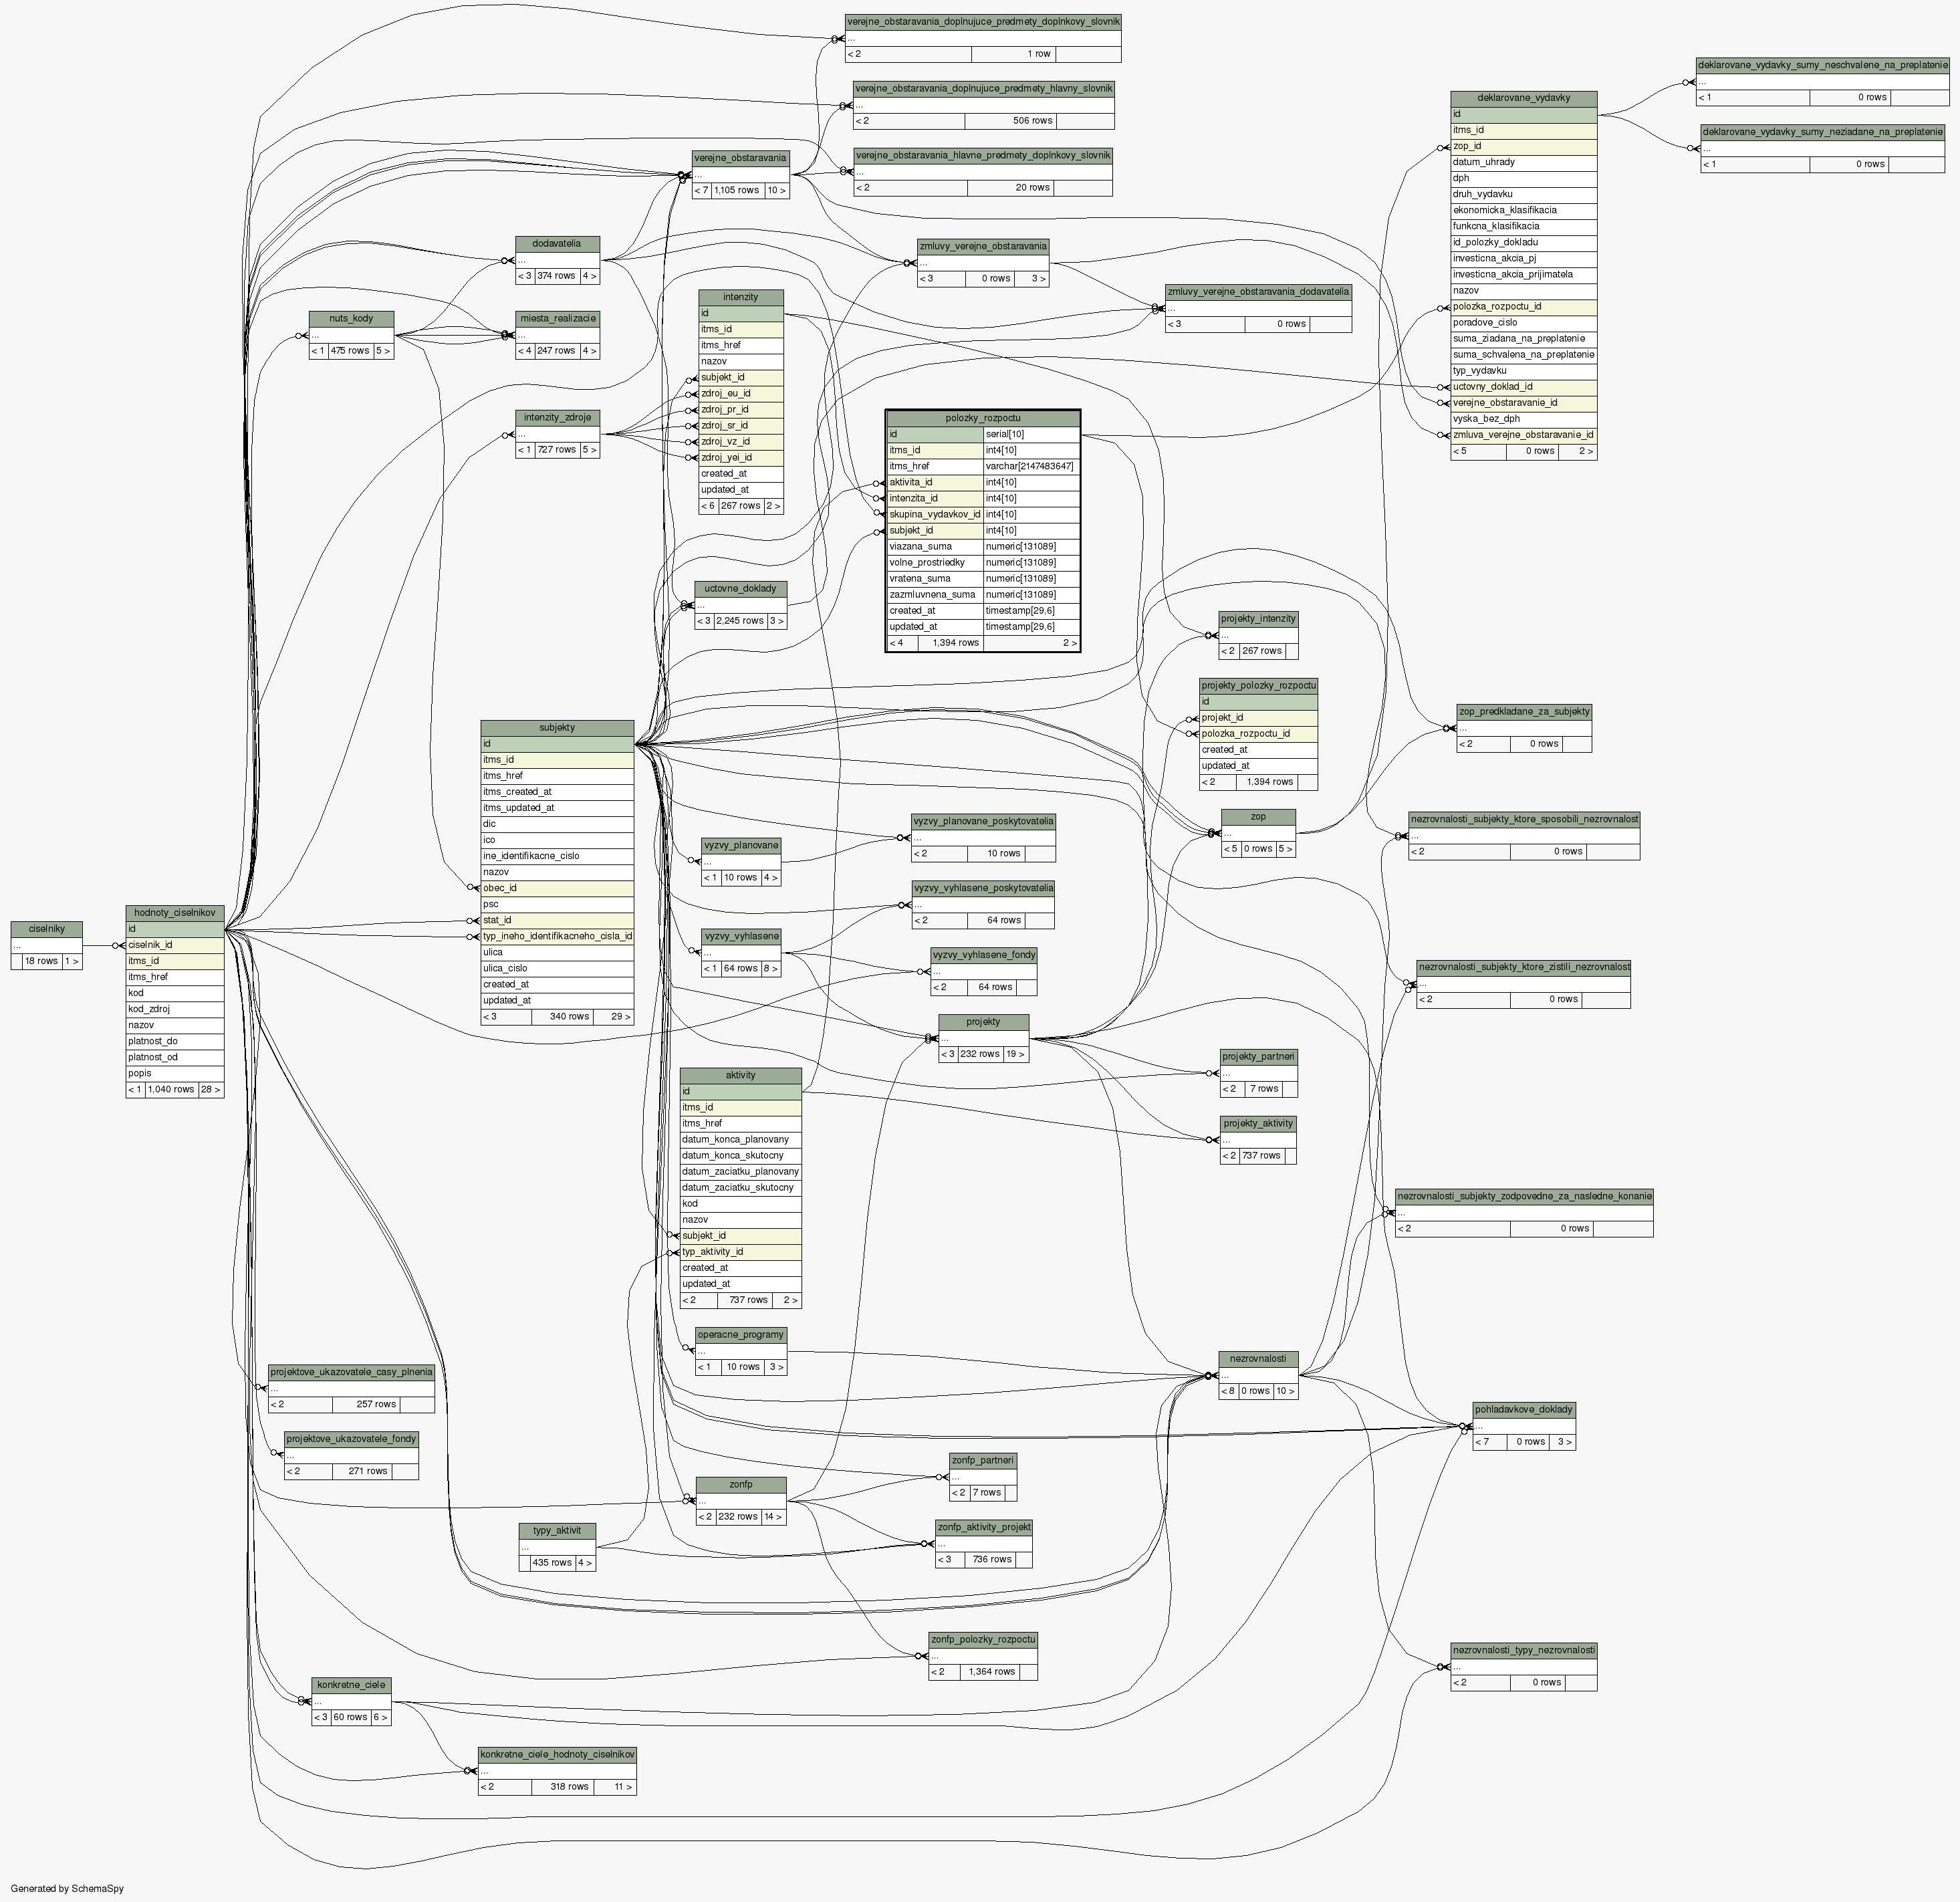 verejne_obstaravania_doplnujuce_predmety_doplnkovy_slovnik
...
< 2 1 row
verejne_obstaravania_doplnujuce_predmety_hlavny_slovnik
...
< 2 506 rows
verejne_obstaravania_hlavne_predmety_doplnkovy_slovnik
...
< 2 20 rows
deklarovane_vydavky_sumy_neschvalene_na_preplatenie
...
< 1 0 rows
deklarovane_vydavky_sumy_neziadane_na_preplatenie
...
< 1 0 rows
deklarovane_vydavky
id
itms_id
zop_id
datum_uhrady
dph
druh_vydavku
ekonomicka_klasifikacia
funkcna_klasifikacia
id_polozky_dokladu
investicna_akcia_pj
investicna_akcia_prijimatela
nazov
polozka_rozpoctu_id
poradove_cislo
suma_ziadana_na_preplatenie
suma_schvalena_na_preplatenie
typ_vydavku
uctovny_doklad_id
verejne_obstaravanie_id
vyska_bez_dph
zmluva_verejne_obstaravanie_id
< 5 0 rows 2 >
verejne_obstaravania
...
< 7 1,105 rows 10 >
dodavatelia
...
< 3 374 rows 4 >
zmluvy_verejne_obstaravania
...
< 3 0 rows 3 >
zmluvy_verejne_obstaravania_dodavatelia
...
< 3 0 rows
nuts_kody
...
< 1 475 rows 5 >
miesta_realizacie
...
< 4 247 rows 4 >
intenzity
id
itms_id
itms_href
nazov
subjekt_id
zdroj_eu_id
zdroj_pr_id
zdroj_sr_id
zdroj_vz_id
zdroj_yei_id
created_at
updated_at
< 6 267 rows 2 >
intenzity_zdroje
...
< 1 727 rows 5 >
polozky_rozpoctu
id serial[10]
itms_id int4[10]
itms_href varchar[2147483647]
aktivita_id int4[10]
intenzita_id int4[10]
skupina_vydavkov_id int4[10]
subjekt_id int4[10]
viazana_suma numeric[131089]
volne_prostriedky numeric[131089]
vratena_suma numeric[131089]
zazmluvnena_suma numeric[131089]
created_at timestamp[29,6]
updated_at timestamp[29,6]
< 4 1,394 rows 2 >
uctovne_doklady
...
< 3 2,245 rows 3 >
projekty_intenzity
...
< 2 267 rows
projekty_polozky_rozpoctu
id
projekt_id
polozka_rozpoctu_id
created_at
updated_at
< 2 1,394 rows
zop_predkladane_za_subjekty
...
< 2 0 rows
subjekty
id
itms_id
itms_href
itms_created_at
itms_updated_at
dic
ico
ine_identifikacne_cislo
nazov
obec_id
psc
stat_id
typ_ineho_identifikacneho_cisla_id
ulica
ulica_cislo
created_at
updated_at
< 3 340 rows 29 >
zop
...
< 5 0 rows 5 >
nezrovnalosti_subjekty_ktore_sposobili_nezrovnalost
...
< 2 0 rows
vyzvy_planovane_poskytovatelia
...
< 2 10 rows
vyzvy_planovane
...
< 1 10 rows 4 >
vyzvy_vyhlasene_poskytovatelia
...
< 2 64 rows
vyzvy_vyhlasene
...
< 1 64 rows 8 >
vyzvy_vyhlasene_fondy
...
< 2 64 rows
nezrovnalosti_subjekty_ktore_zistili_nezrovnalost
...
< 2 0 rows
ciselniky
...
18 rows 1 >
hodnoty_ciselnikov
id
ciselnik_id
itms_id
itms_href
kod
kod_zdroj
nazov
platnost_do
platnost_od
popis
< 1 1,040 rows 28 >
projekty
...
< 3 232 rows 19 >
projekty_partneri
...
< 2 7 rows
projekty_aktivity
...
< 2 737 rows
aktivity
id
itms_id
itms_href
datum_konca_planovany
datum_konca_skutocny
datum_zaciatku_planovany
datum_zaciatku_skutocny
kod
nazov
subjekt_id
typ_aktivity_id
created_at
updated_at
< 2 737 rows 2 >
nezrovnalosti_subjekty_zodpovedne_za_nasledne_konanie
...
< 2 0 rows
operacne_programy
...
< 1 10 rows 3 >
nezrovnalosti
...
< 8 0 rows 10 >
projektove_ukazovatele_casy_plnenia
...
< 2 257 rows
pohladavkove_doklady
...
< 7 0 rows 3 >
projektove_ukazovatele_fondy
...
< 2 271 rows
zonfp_partneri
...
< 2 7 rows
zonfp
...
< 2 232 rows 14 >
typy_aktivit
...
435 rows 4 >
zonfp_aktivity_projekt
...
< 3 736 rows
zonfp_polozky_rozpoctu
...
< 2 1,364 rows
nezrovnalosti_typy_nezrovnalosti
...
< 2 0 rows
konkretne_ciele
...
< 3 60 rows 6 >
konkretne_ciele_hodnoty_ciselnikov
...
< 2 318 rows 11 >
Generated by SchemaSpy